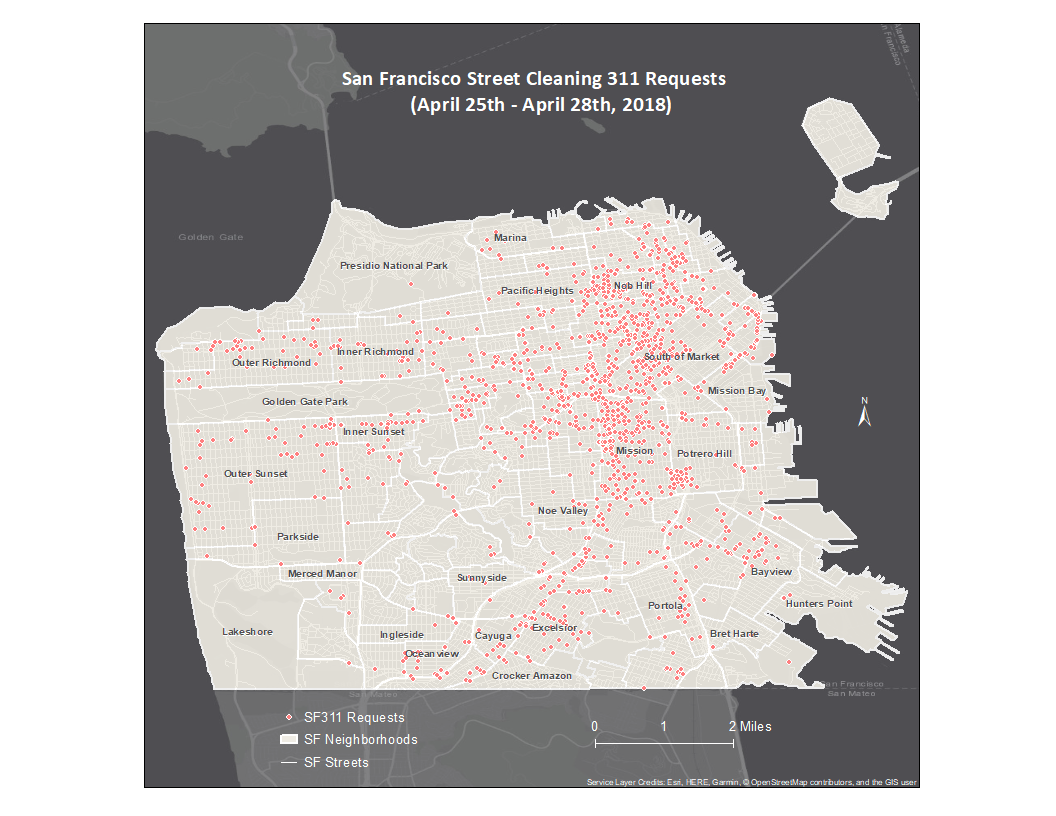 San Francisco Street Cleaning 311 Requests
(April 25th - April 28th, 2018)
Alameda
San Francisco
Golden Gate
Marina
Presidio National Park
Pacific Heights
Nob Hill
Inner Richmond
Outer Richmond
South of Market
Golden Gate Park
Mission Bay
N
Inner Sunset
Mission
Potrero Hill
Outer Sunset
Noe Valley
Parkside
Merced Manor
Sunnyside
Bayview
Portola
Hunters Point
Lakeshore
Ingleside
Cayuga
Excelsior
Bret Harte
Oceanview
Crocker Amazon
San Francisco
San Mateo
San Mateo
SF311 Requests
SF Neighborhoods
SF Streets
0 1 2 Miles
Service Layer Credits: Esri, HERE, Garmin, © OpenStreetMap contributors, and the GIS user